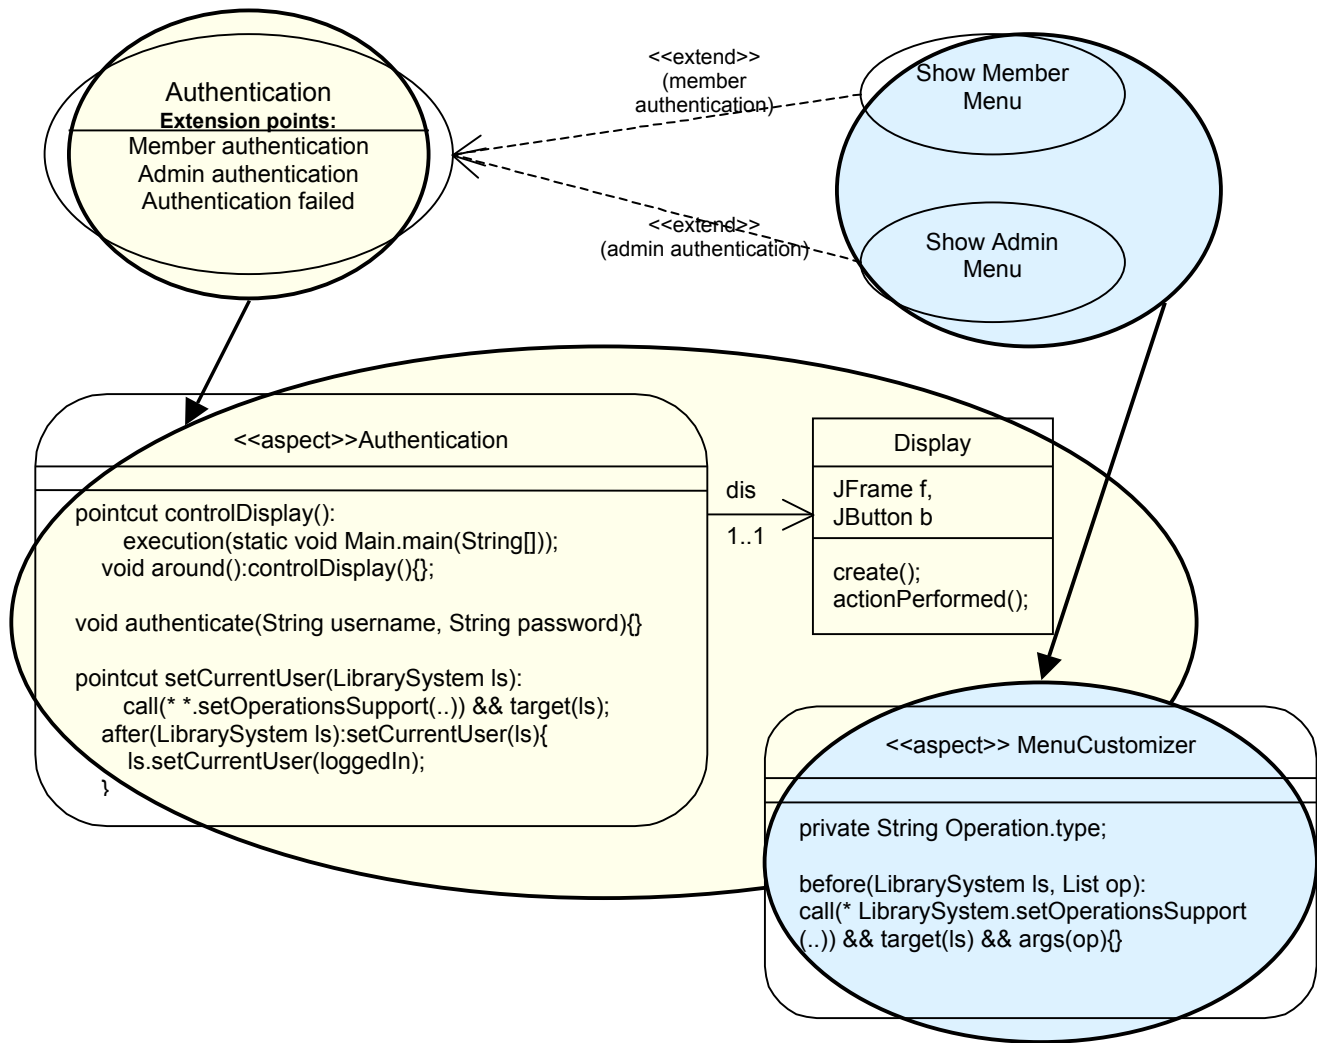 Authentication
Extension points:
Member authentication
Admin authentication
Authentication failed
<<extend>>
(member
authentication)
Show Member
Menu
<<extend>>
(admin authentication)
Show Admin
Menu
<<aspect>>Authentication
pointcut controlDisplay():
execution(static void Main.main(String[]));
void around():controlDisplay(){};
void authenticate(String username, String password){}
pointcut setCurrentUser(LibrarySystem ls):
call(* *.setOperationsSupport(..)) && target(ls);
after(LibrarySystem ls):setCurrentUser(ls){
ls.setCurrentUser(loggedIn);
}
dis
1..1
Display
JFrame f,
JButton b
create();
actionPerformed();
<<aspect>> MenuCustomizer
private String Operation.type;
before(LibrarySystem ls, List op):
call(* LibrarySystem.setOperationsSupport
(..)) && target(ls) && args(op){}